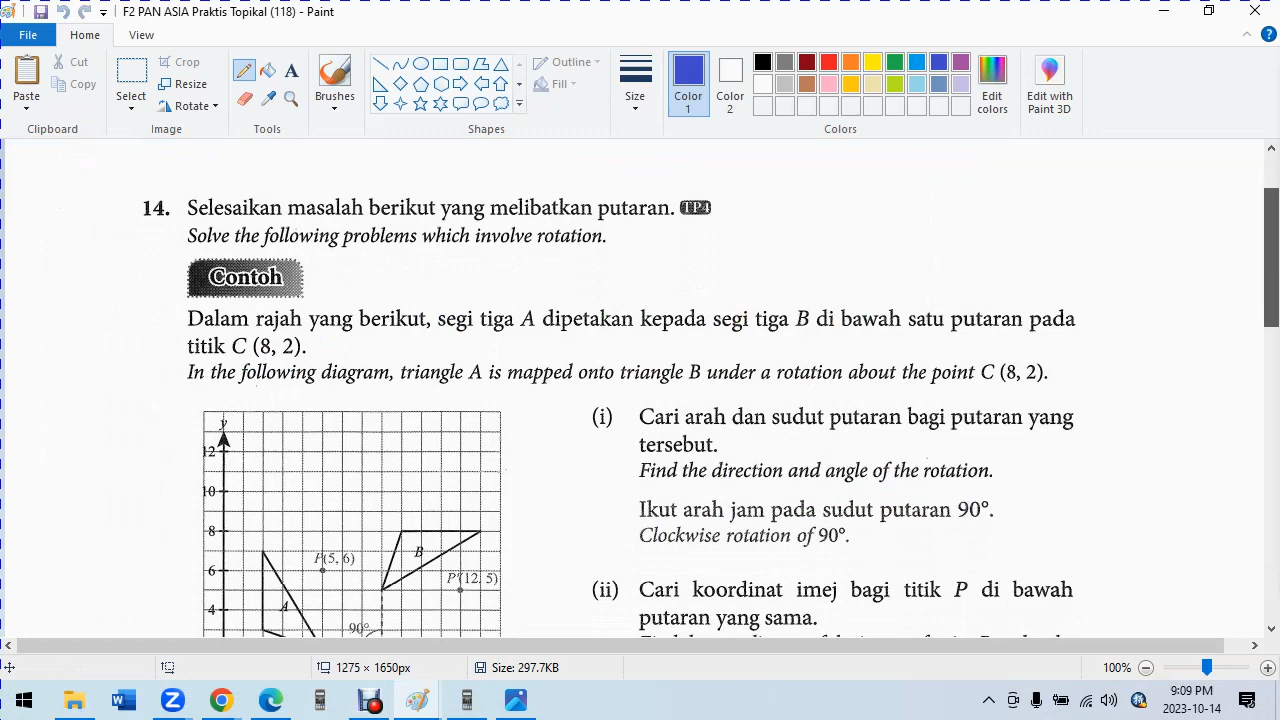 F2 PAN ASIA Praktis Topikal (118) - Paint
File Home View
Paste Cut Copy
Clipboard
Select Crop Resize Rotate
Image
A
Tools
Brushes
Outline Fill
Shapes
Size
Color 1
Color 2
Colors
Edit colors
Edit with Paint 3D
14. Selesaikan masalah berikut yang melibatkan putaran. TP4
Solve the following problems which involve rotation.
Contoh
Dalam rajah yang berikut, segi tiga A dipetakan kepada segi tiga B di bawah satu putaran pada
titik C (8, 2).
In the following diagram, triangle A is mapped onto triangle B under a rotation about the point C (8, 2).
y
12
10
8
6
4
P(5, 6)
B
P'(12, 5)
A
90°
(i) Cari arah dan sudut putaran bagi putaran yang
tersebut.
Find the direction and angle of the rotation.
Ikut arah jam pada sudut putaran 90°.
Clockwise rotation of 90°.
(ii) Cari koordinat imej bagi titik P di bawah
putaran yang sama.
1275 × 1650px
Size: 297.7KB
100%
9:09 PM
2023-10-14